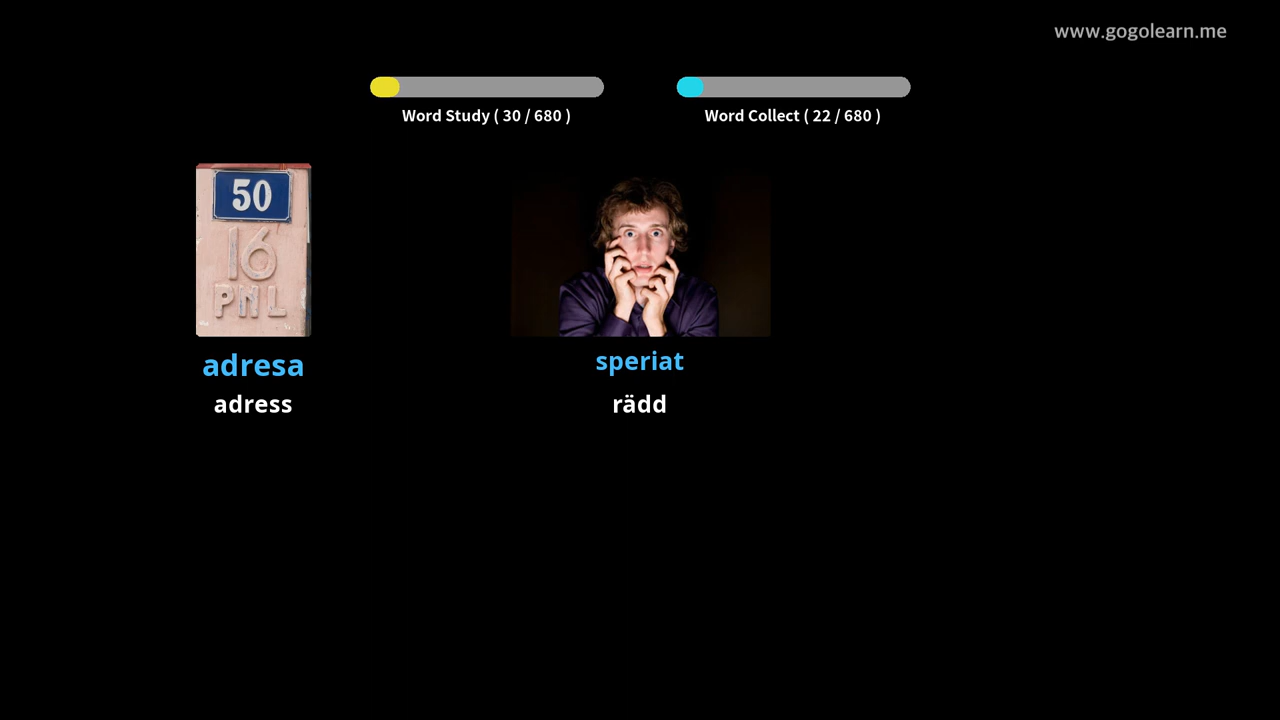 www.gogolearn.me
Word Study ( 30 / 680 )
Word Collect ( 22 / 680 )
50
16
PNL
adresa
adress
speriat
rädd